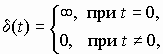 δ(t) = {∞, при t = 0,
0, при t ≠ 0,